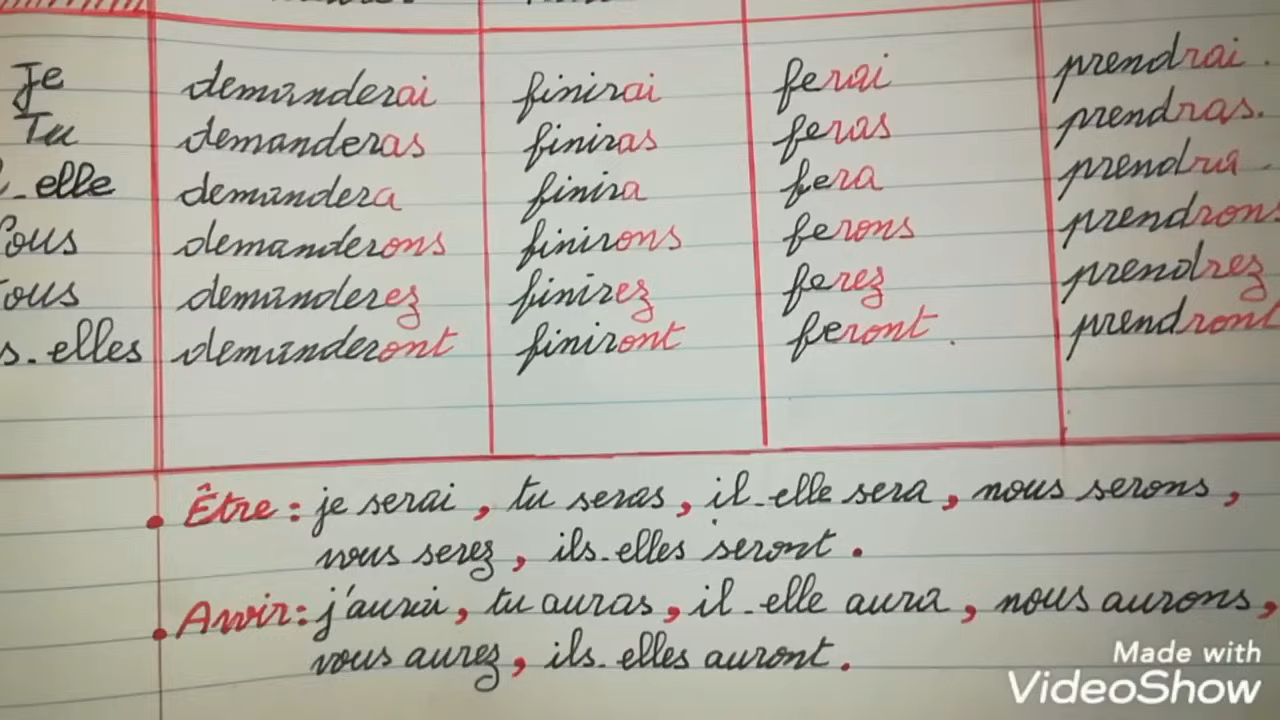 Je demanderai finirai ferai prendrai.
Tu demanderas finiras feras prendras.
elle demandera finira fera prendra.
ous demanderons finirons ferons prendrons
ous demanderez finirez ferez prendrez
s-elles demanderont finiront feront. prendront
Être: je serai, tu seras, il-elle sera, nous serons,
vous serez, ils-elles seront.
Avoir: j'aurai, tu auras, il-elle aura, nous aurons,
vous aurez, ils-elles auront.
Made with
VideoShow